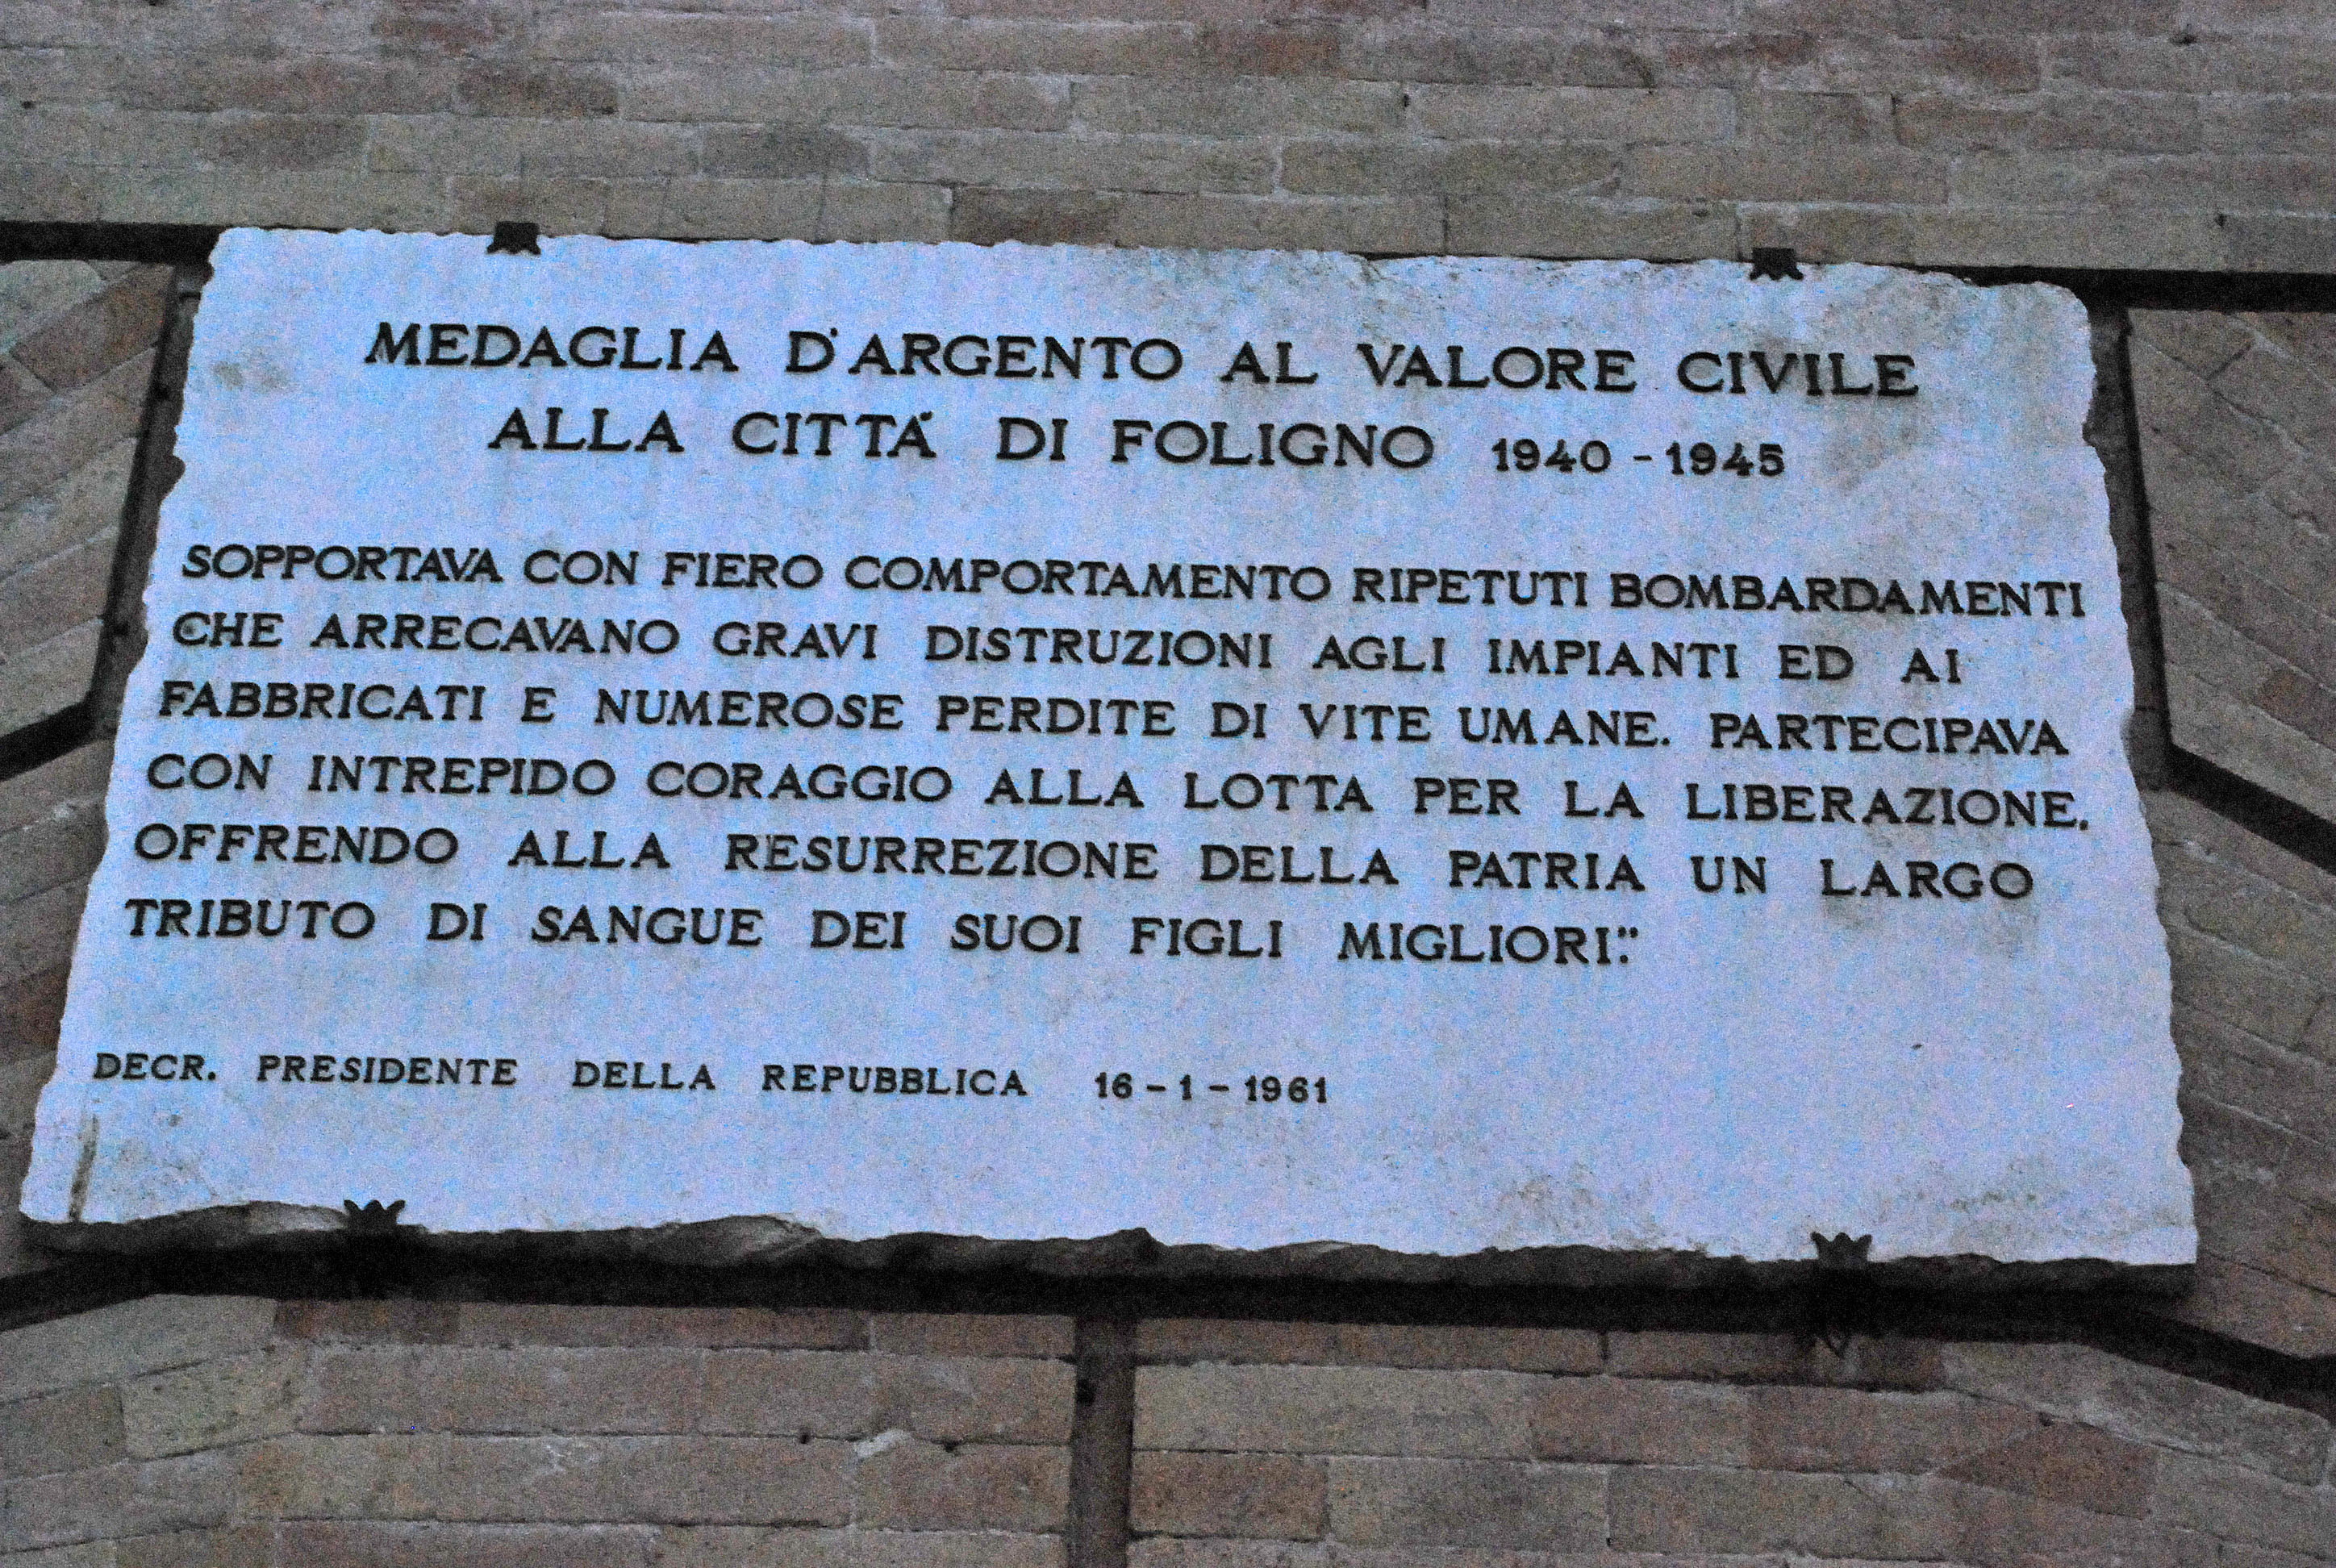 MEDAGLIA D'ARGENTO AL VALORE CIVILE
ALLA CITTÁ DI FOLIGNO 1940 - 1945
SOPPORTAVA CON FIERO COMPORTAMENTO RIPETUTI BOMBARDAMENTI
CHE ARRECAVANO GRAVI DISTRUZIONI AGLI IMPIANTI ED AI
FABBRICATI E NUMEROSE PERDITE DI VITE UMANE. PARTECIPAVA
CON INTREPIDO CORAGGIO ALLA LOTTA PER LA LIBERAZIONE,
OFFRENDO ALLA RESURREZIONE DELLA PATRIA UN LARGO
TRIBUTO DI SANGUE DEI SUOI FIGLI MIGLIORI."
DECR. PRESIDENTE DELLA REPUBBLICA 16 - 1 - 1961